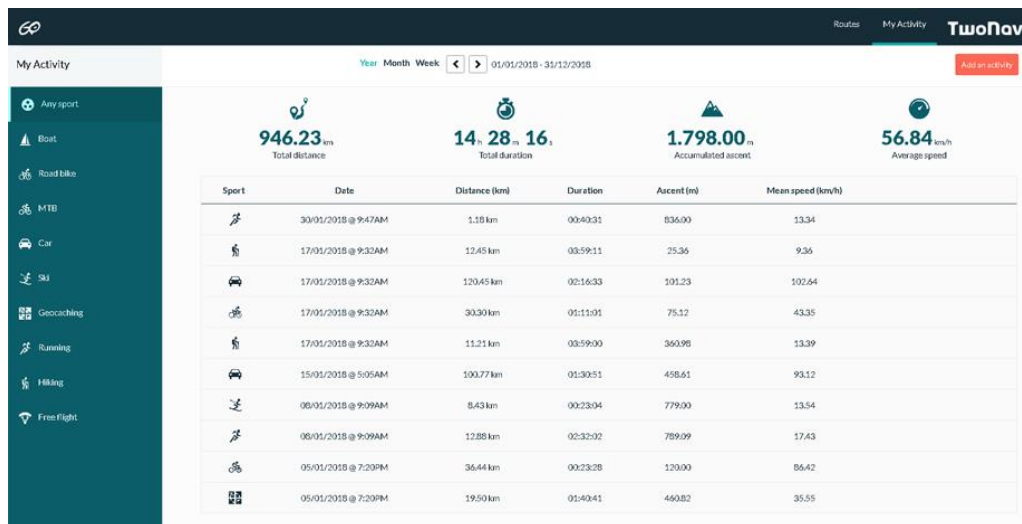 GO
Routes My Activity TwoNav
My Activity
Year Month Week < > 01/01/2018 - 31/12/2018
Add an activity
Any sport
Boat
Road bike
MTB
Car
Ski
Geocaching
Running
Hiking
Free flight
946.23 km 14 h 28 m 16 s 1.798.00 m 56.84 km/h
Total distance Total duration Accumulated ascent Average speed
Sport Date Distance (km) Duration Ascent (m) Mean speed (km/h)
30/01/2018 @ 9:47AM 1.18 km 00:40:31 836.00 13.34
17/01/2018 @ 9:32AM 12.45 km 03:59:11 25.36 9.36
17/01/2018 @ 9:32AM 120.45 km 02:16:33 101.23 102.64
17/01/2018 @ 9:32AM 30.30 km 01:11:01 75.12 43.35
17/01/2018 @ 9:32AM 11.21 km 03:59:00 360.98 13.39
15/01/2018 @ 5:05AM 100.77 km 01:30:51 458.61 93.12
08/01/2018 @ 9:09AM 8.43 km 00:23:04 779.00 13.54
08/01/2018 @ 9:09AM 12.88 km 02:32:02 789.09 17.43
05/01/2018 @ 7:20PM 36.44 km 00:23:28 120.00 86.42
05/01/2018 @ 7:20PM 19.50 km 01:40:41 460.82 35.55